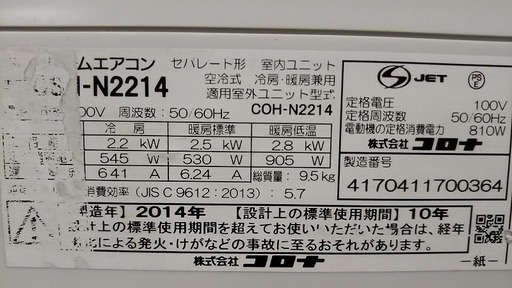 ムエアコン セパレート形 室内ユニット
-N2214 空冷式 冷房・暖房兼用
適用室外ユニット型式
00V 周波数: 50/60Hz COH-N2214
冷房 暖房標準 暖房低温
2.2 kW 2.5 kW 2.8 kW
545 W 530 W 905 W
6.41 A 6.24 A 総質量: 9.5kg
消費効率 (JIS C 9612:2013): 5.7
製造年】2014年 【設計上の標準使用期間】10年
設計上の標準使用期間を超えてお使いいただいた場合は、経年
化による発火・けがなどの事故に至るおそれがあります。
株式会社 コロナ
JET PSE
定格電圧 100V
定格周波数 50/60Hz
電動機の定格消費電力 810W
株式会社 コロナ
製造番号
4170411700364
―紙―